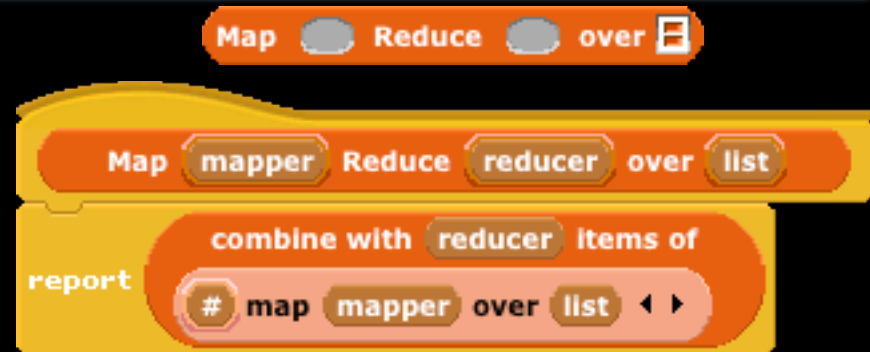 Map Reduce over
Map mapper Reduce reducer over list
combine with reducer items of
report
# map mapper over list